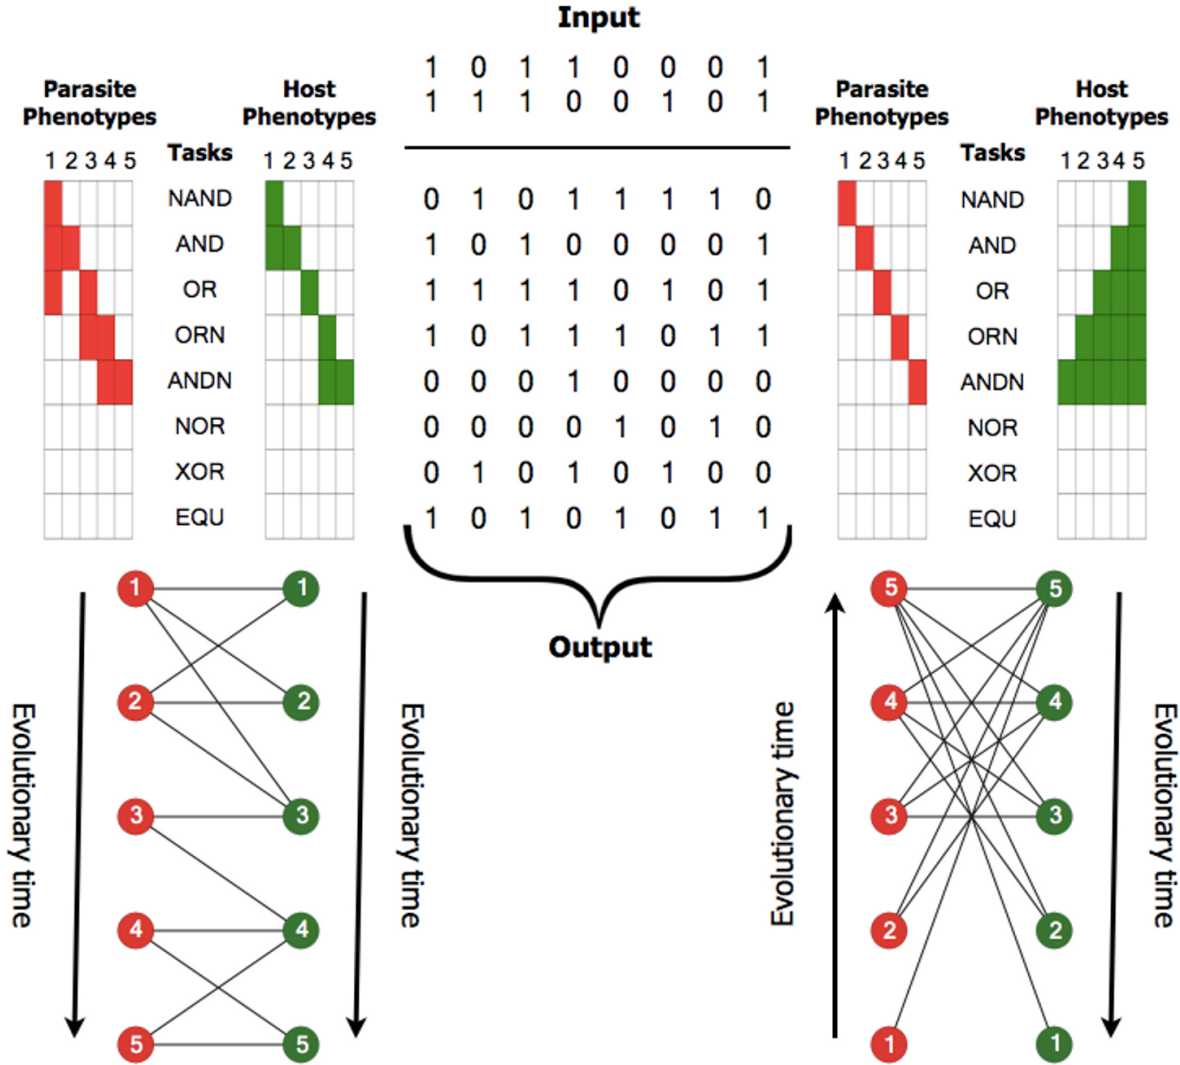 Input
1 0 1 1 0 0 0 1
1 1 1 0 0 1 0 1
Parasite
Phenotypes
Host
Phenotypes
1 2 3 4 5
Tasks
1 2 3 4 5
NAND
AND
OR
ORN
ANDN
NOR
XOR
EQU
0 1 0 1 1 1 1 0
1 0 1 0 0 0 0 1
1 1 1 1 0 1 0 1
1 0 1 1 1 0 1 1
0 0 0 1 0 0 0 0
0 0 0 0 1 0 1 0
0 1 0 1 0 1 0 0
1 0 1 0 1 0 1 1
Output
Parasite
Phenotypes
Host
Phenotypes
1 2 3 4 5
Tasks
1 2 3 4 5
NAND
AND
OR
ORN
ANDN
NOR
XOR
EQU
Evolutionary time
1 1
2 2
3 3
4 4
5 5
Evolutionary time
Evolutionary time
5 5
4 4
3 3
2 2
1 1
Evolutionary time